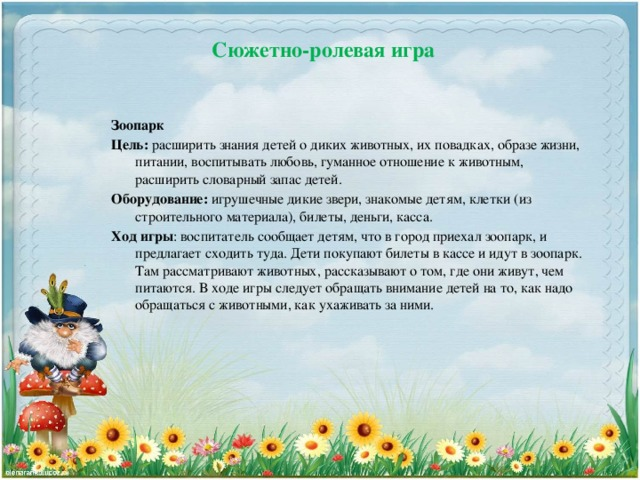 Сюжетно-ролевая игра
Зоопарк
Цель: расширить знания детей о диких животных, их повадках, образе жизни,
питании, воспитывать любовь, гуманное отношение к животным,
расширить словарный запас детей.
Оборудование: игрушечные дикие звери, знакомые детям, клетки (из
строительного материала), билеты, деньги, касса.
Ход игры: воспитатель сообщает детям, что в город приехал зоопарк, и
предлагает сходить туда. Дети покупают билеты в кассе и идут в зоопарк.
Там рассматривают животных, рассказывают о том, где они живут, чем
питаются. В ходе игры следует обращать внимание детей на то, как надо
обращаться с животными, как ухаживать за ними.